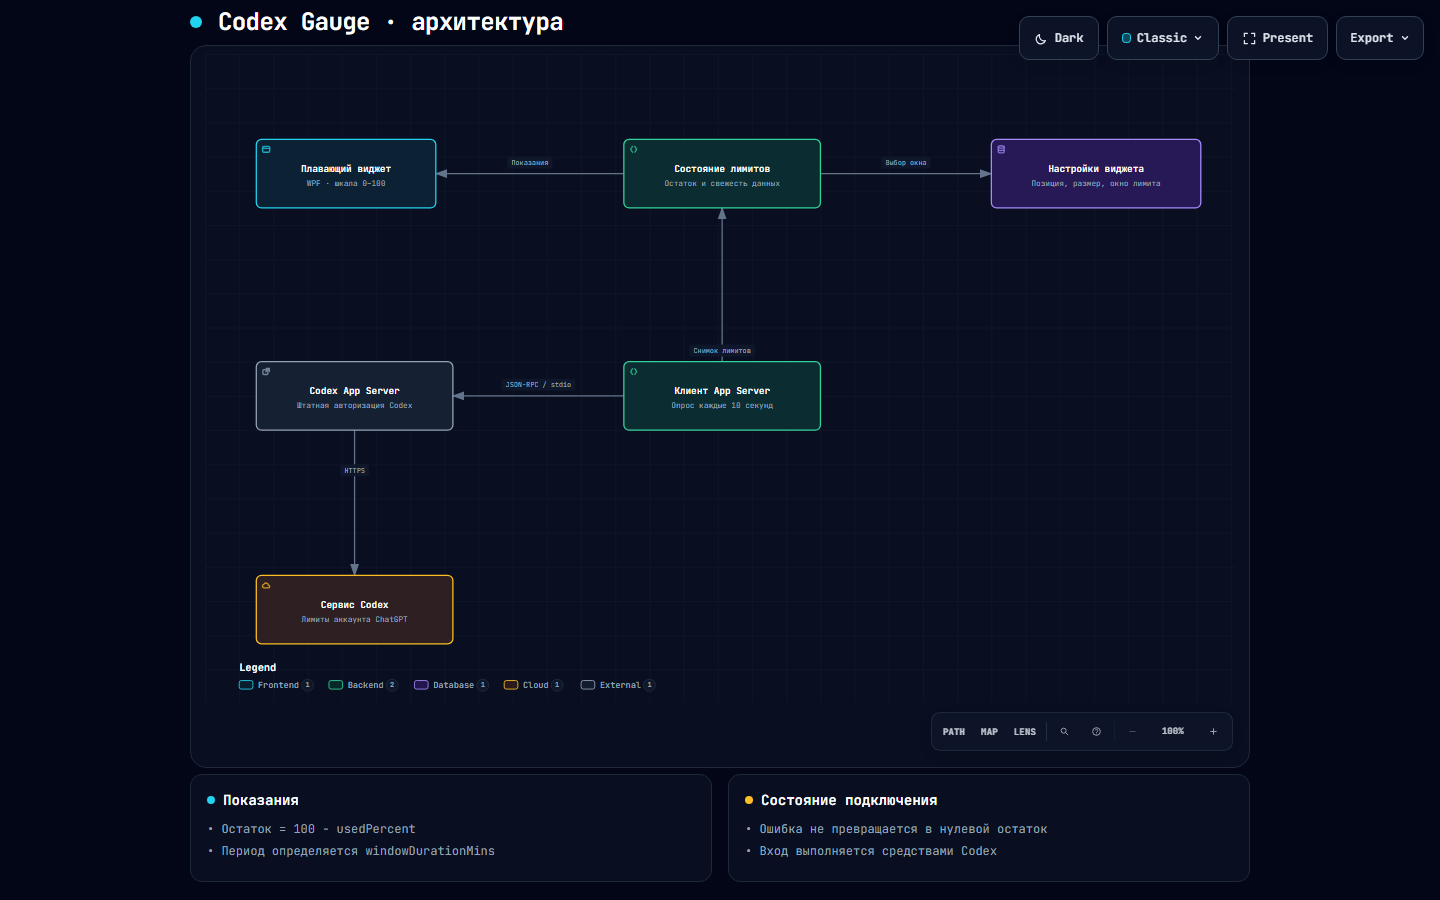 Codex Gauge · архитектура
Dark
Classic
Present
Export
Плавающий виджет
WPF · шкала 0–100
Показания
Состояние лимитов
Остаток и свежесть данных
Выбор окна
Настройки виджета
Позиция, размер, окно лимита
Снимок лимитов
Codex App Server
Штатная авторизация Codex
JSON-RPC / stdio
Клиент App Server
Опрос каждые 10 секунд
HTTPS
Сервис Codex
Лимиты аккаунта ChatGPT
Legend
Frontend 1
Backend 2
Database 1
Cloud 1
External 1
PATH MAP LENS − 100% +
Показания
• Остаток = 100 - usedPercent
• Период определяется windowDurationMins
Состояние подключения
• Ошибка не превращается в нулевой остаток
• Вход выполняется средствами Codex